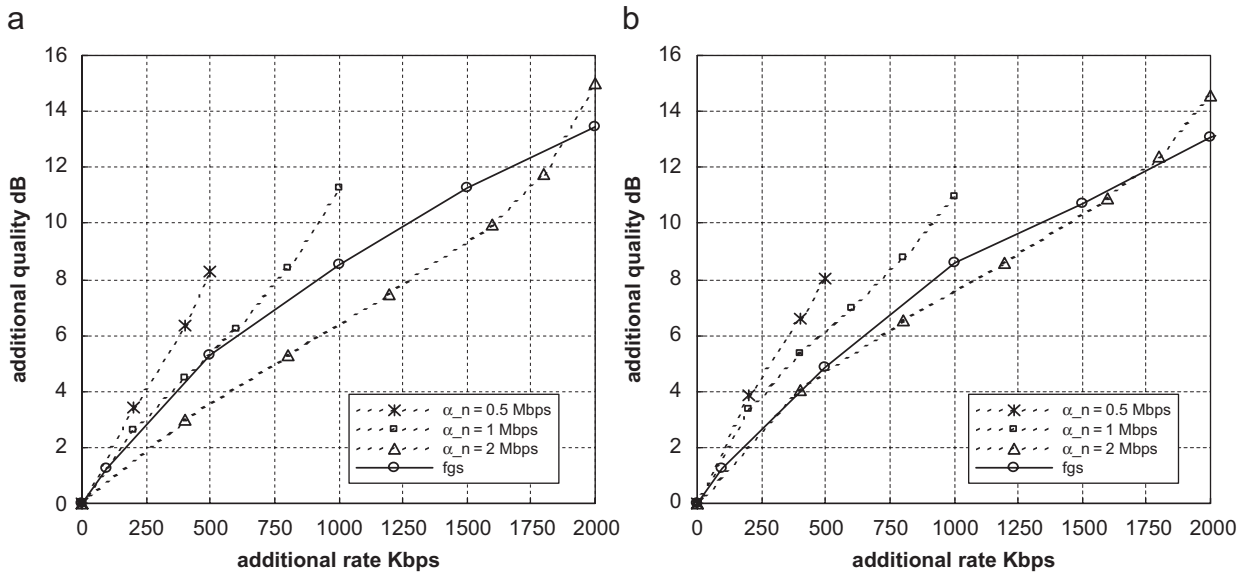 a
16
14
12
10
8
6
4
2
0
additional quality dB
0 250 500 750 1000 1250 1500 1750 2000
additional rate Kbps
α_n = 0.5 Mbps
α_n = 1 Mbps
α_n = 2 Mbps
fgs
b
16
14
12
10
8
6
4
2
0
additional quality dB
0 250 500 750 1000 1250 1500 1750 2000
additional rate Kbps
α_n = 0.5 Mbps
α_n = 1 Mbps
α_n = 2 Mbps
fgs